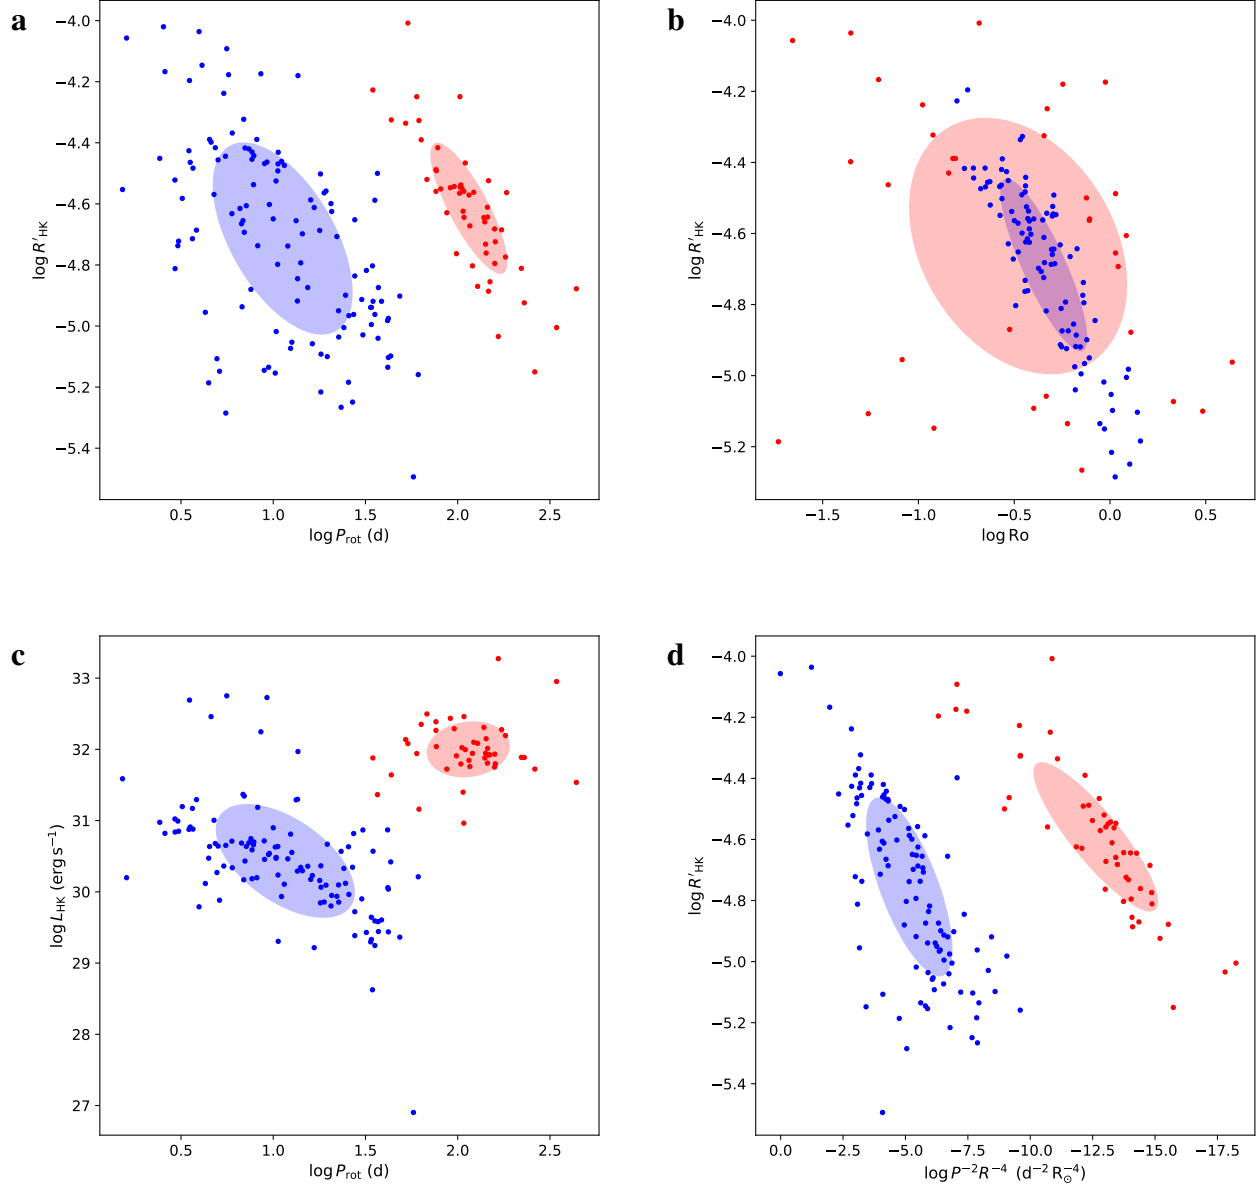 a
−4.0
−4.2
−4.4
−4.6
−4.8
−5.0
−5.2
−5.4
log R′HK
0.5 1.0 1.5 2.0 2.5
log Prot (d)
b
−4.0
−4.2
−4.4
−4.6
−4.8
−5.0
−5.2
log R′HK
−1.5 −1.0 −0.5 0.0 0.5
log Ro
c
33
32
31
30
29
28
27
log LHK (erg s⁻¹)
0.5 1.0 1.5 2.0 2.5
log Prot (d)
d
−4.0
−4.2
−4.4
−4.6
−4.8
−5.0
−5.2
−5.4
log R′HK
0.0 −2.5 −5.0 −7.5 −10.0 −12.5 −15.0 −17.5
log P⁻²R⁻⁴ (d⁻² R⊙⁻⁴)